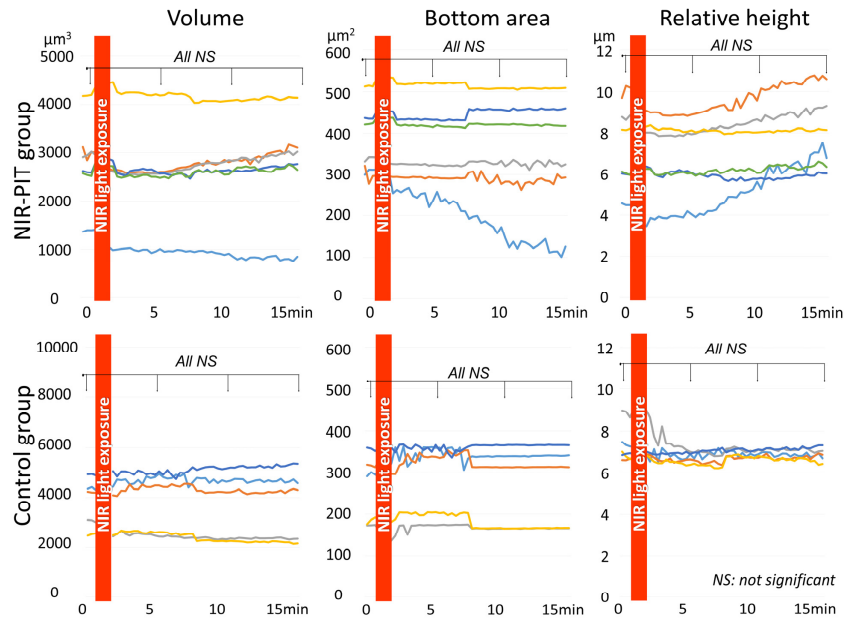 Volume
Bottom area
Relative height
NIR-PIT group
μm³
5000
4000
3000
2000
1000
0
All NS
NIR light exposure
0 5 10 15min
μm²
600
500
400
300
200
100
0
All NS
NIR light exposure
0 5 10 15min
μm
12
10
8
6
4
2
0
All NS
NIR light exposure
0 5 10 15min
Control group
10000
8000
6000
4000
2000
0
All NS
NIR light exposure
0 5 10 15min
600
500
400
300
200
100
0
All NS
NIR light exposure
0 5 10 15min
12
10
8
6
4
2
0
All NS
NIR light exposure
NS: not significant
0 5 10 15min